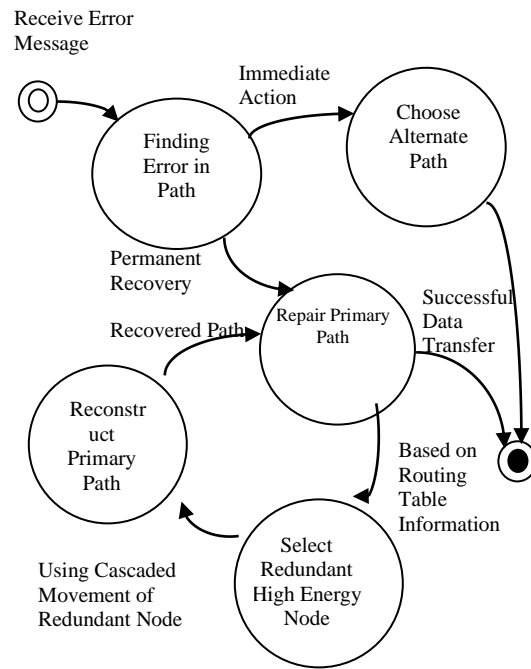 Receive Error
Message
Immediate
Action
Choose
Alternate
Path
Finding
Error in
Path
Permanent
Recovery
Successful
Data
Transfer
Repair Primary
Path
Recovered Path
Reconstr
uct
Primary
Path
Based on
Routing
Table
Information
Select
Redundant
High Energy
Node
Using Cascaded
Movement of
Redundant Node